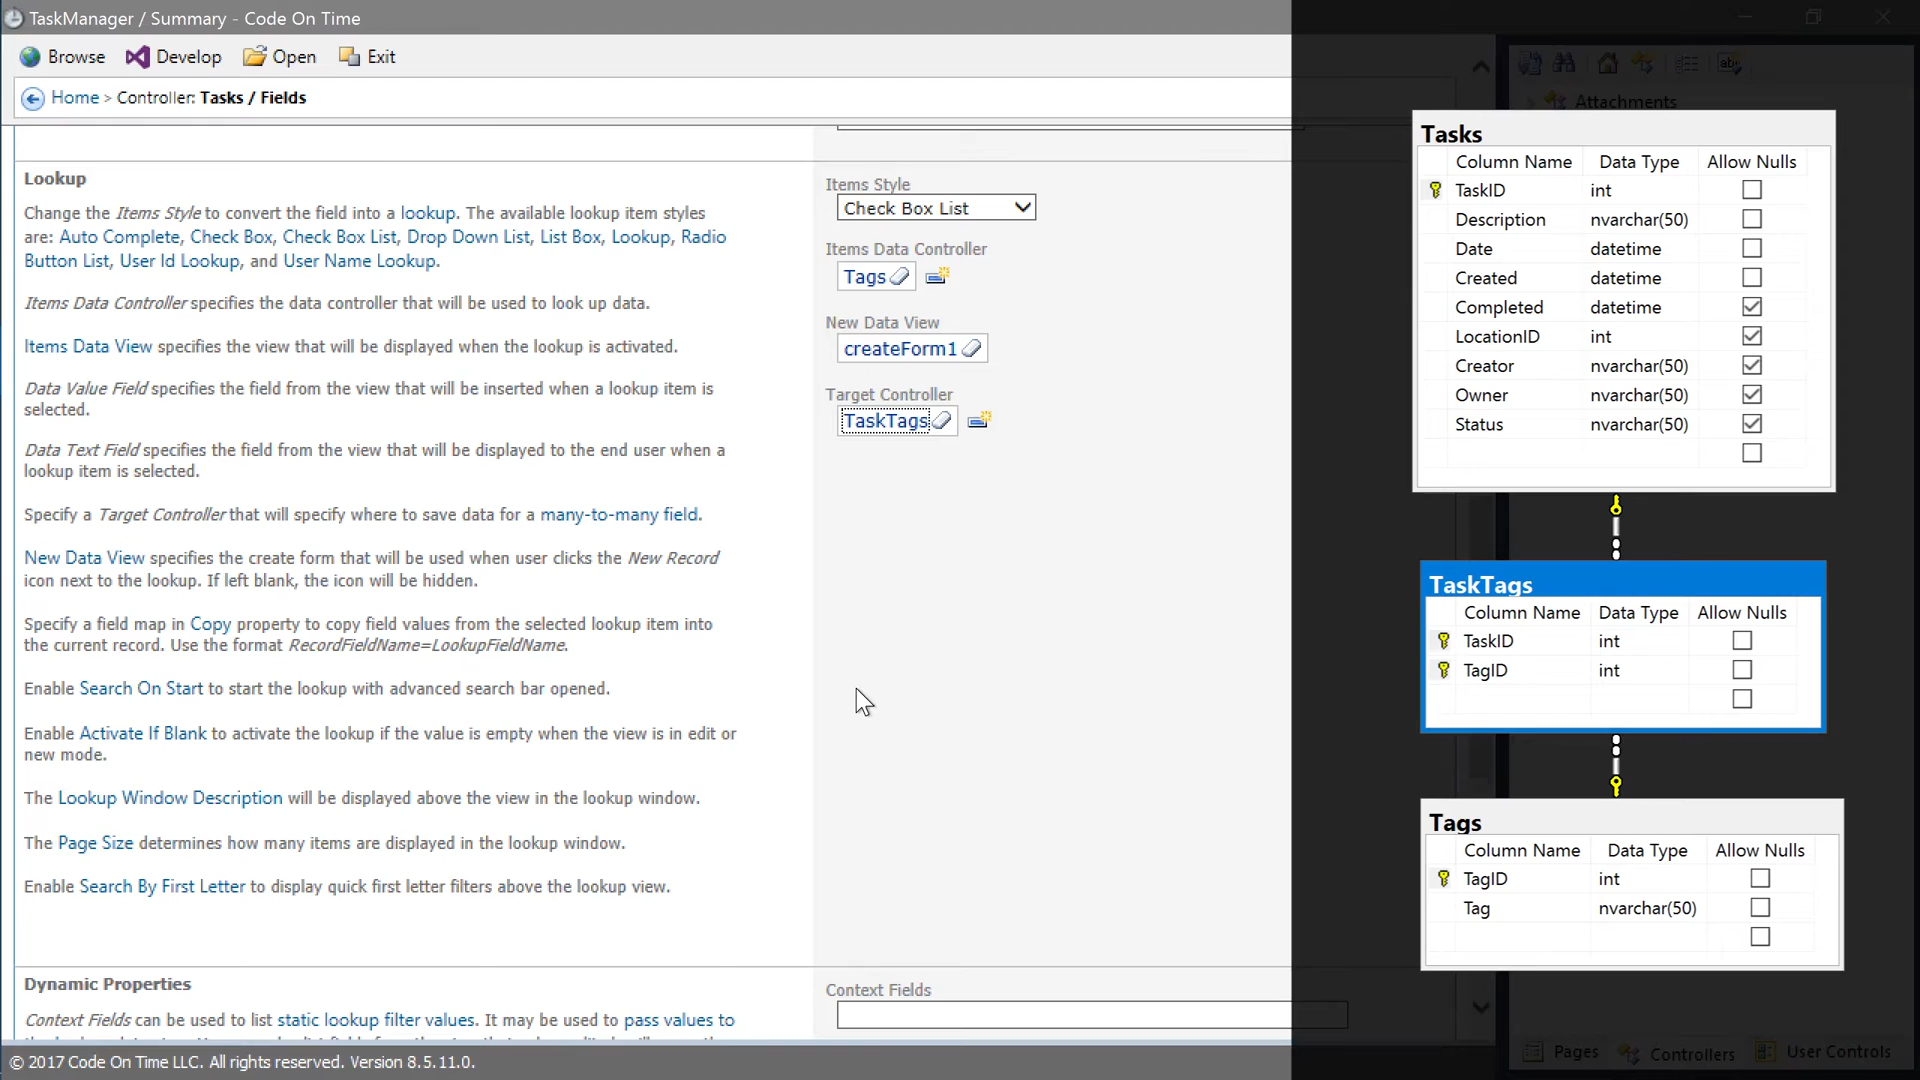 TaskManager / Summary - Code On Time
Browse Develop Open Exit
Home > Controller: Tasks / Fields
Lookup
Change the Items Style to convert the field into a lookup. The available lookup item styles
are: Auto Complete, Check Box, Check Box List, Drop Down List, List Box, Lookup, Radio
Button List, User Id Lookup, and User Name Lookup.
Items Data Controller specifies the data controller that will be used to look up data.
Items Data View specifies the view that will be displayed when the lookup is activated.
Data Value Field specifies the field from the view that will be inserted when a lookup item is
selected.
Data Text Field specifies the field from the view that will be displayed to the end user when a
lookup item is selected.
Specify a Target Controller that will specify where to save data for a many-to-many field.
New Data View specifies the create form that will be used when user clicks the New Record
icon next to the lookup. If left blank, the icon will be hidden.
Specify a field map in Copy property to copy field values from the selected lookup item into
the current record. Use the format RecordFieldName=LookupFieldName.
Enable Search On Start to start the lookup with advanced search bar opened.
Enable Activate If Blank to activate the lookup if the value is empty when the view is in edit or
new mode.
The Lookup Window Description will be displayed above the view in the lookup window.
The Page Size determines how many items are displayed in the lookup window.
Enable Search By First Letter to display quick first letter filters above the lookup view.
Dynamic Properties
Context Fields can be used to list static lookup filter values. It may be used to pass values to
Items Style
Check Box List
Items Data Controller
Tags
New Data View
createForm1
Target Controller
TaskTags
Context Fields
Attachments
Tasks
Column Name Data Type Allow Nulls
TaskID int
Description nvarchar(50)
Date datetime
Created datetime
Completed datetime
LocationID int
Creator nvarchar(50)
Owner nvarchar(50)
Status nvarchar(50)
TaskTags
Column Name Data Type Allow Nulls
TaskID int
TagID int
Tags
Column Name Data Type Allow Nulls
TagID int
Tag nvarchar(50)
Pages Controllers User Controls
© 2017 Code On Time LLC. All rights reserved. Version 8.5.11.0.